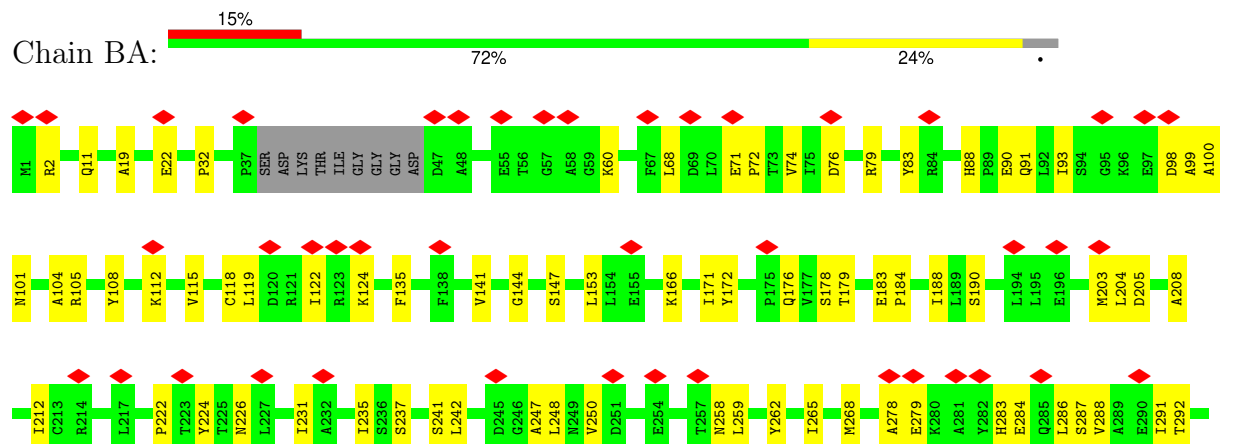 15%
Chain BA:
72% 24% •
M1 R2 Q11 A19 E22 P32 P37 SER ASP LYS THR ILE GLY GLY GLY ASP D47 A48 E55 T56 G57 A58 G59 K60 F67 L68 D69 L70 E71 P72 T73 V74 I75 D76 R79 Y83 R84 H88 P89 E90 Q91 L92 I93 S94 G95 K96 E97 D98 A99 A100
N101 A104 R105 Y108 K112 V115 C118 L119 D120 R121 I122 R123 K124 F135 F138 V141 G144 S147 L153 L154 E155 K166 I171 Y172 P175 Q176 V177 S178 T179 E183 P184 I188 L189 S190 L194 L195 E196 M203 L204 D205 A208
I212 C213 R214 L217 P222 T223 Y224 T225 N226 L227 I231 A232 I235 S236 S237 S241 L242 D245 G246 A247 L248 N249 V250 D251 E254 T257 N258 L259 Y262 I265 M268 A278 E279 K280 A281 Y282 H283 E284 Q285 L286 S287 V288 A289 E290 I291 T292